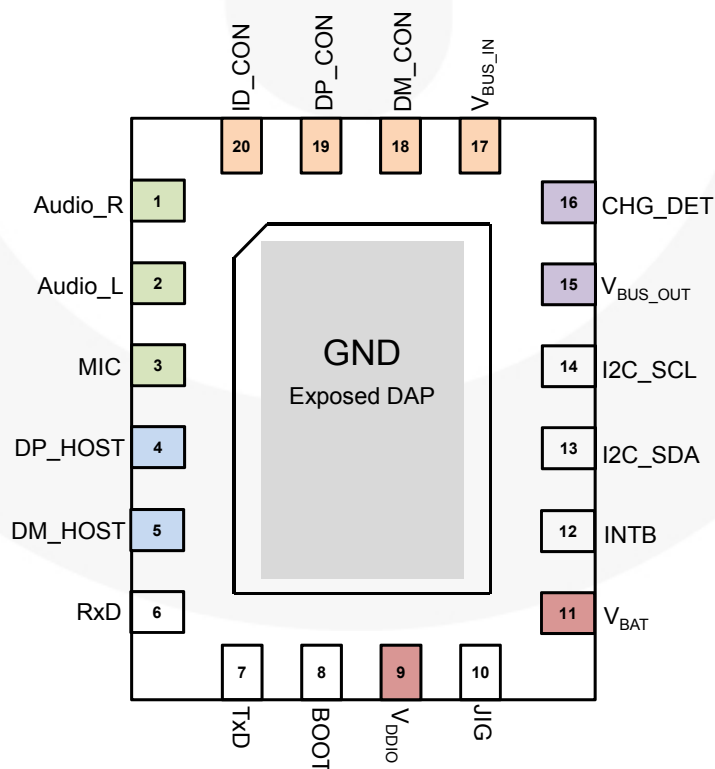 ID_CON
DP_CON
DM_CON
VBUS_IN
20
19
18
17
Audio_R
1
16
CHG_DET
Audio_L
2
15
VBUS_OUT
MIC
3
14
I2C_SCL
GND
Exposed DAP
DP_HOST
4
13
I2C_SDA
DM_HOST
5
12
INTB
RxD
6
11
VBAT
7
8
9
10
TxD
BOOT
VDDIO
JIG